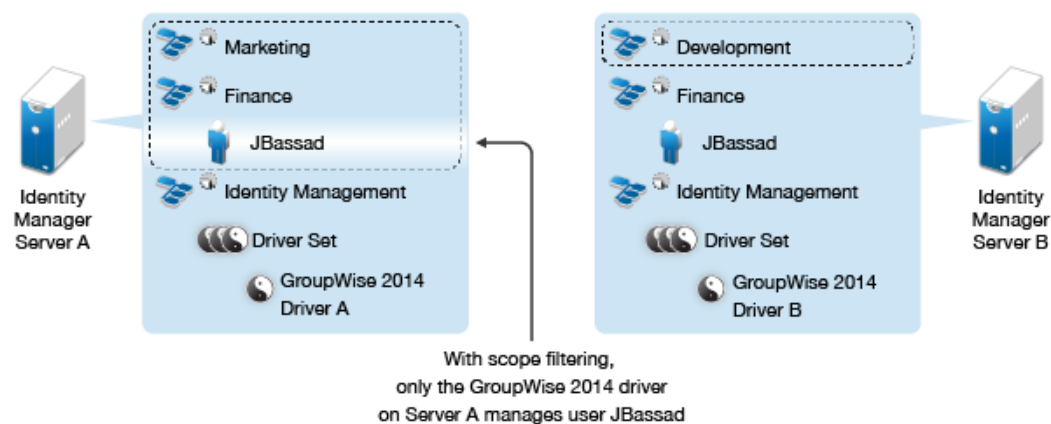 Marketing
Finance
JBassad
Identity Management
Driver Set
GroupWise 2014
Driver A
Identity
Manager
Server A
Development
Finance
JBassad
Identity Management
Driver Set
GroupWise 2014
Driver B
Identity
Manager
Server B
With scope filtering,
only the GroupWise 2014 driver
on Server A manages user JBassad